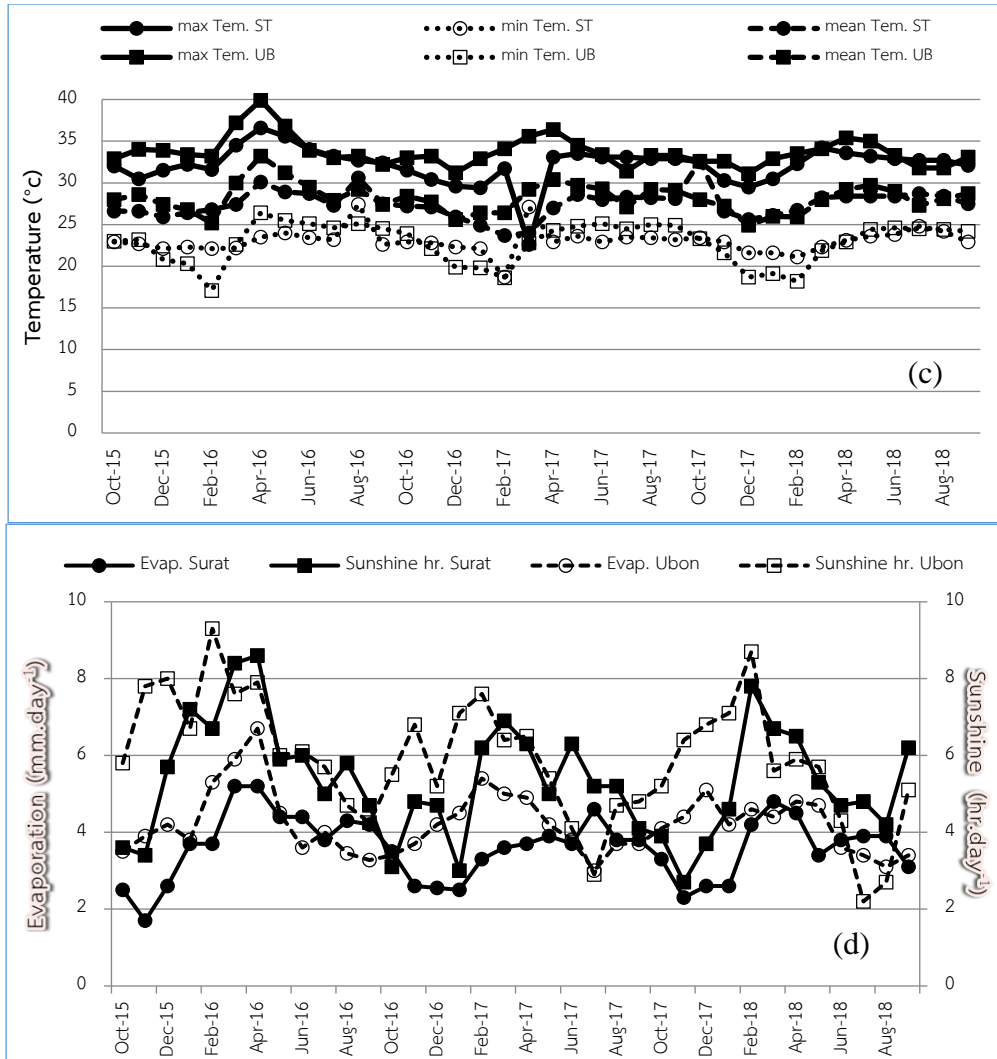 max Tem. ST min Tem. ST mean Tem. ST
max Tem. UB min Tem. UB mean Tem. UB
Temperature (°c)
40
35
30
25
20
15
10
5
0
(c)
Oct-15 Dec-15 Feb-16 Apr-16 Jun-16 Aug-16 Oct-16 Dec-16 Feb-17 Apr-17 Jun-17 Aug-17 Oct-17 Dec-17 Feb-18 Apr-18 Jun-18 Aug-18
Evap. Surat Sunshine hr. Surat Evap. Ubon Sunshine hr. Ubon
Evaporation (mm.day-1)
10
8
6
4
2
0
10
8
6
4
2
0
Sunshine (hr.day-1)
(d)
Oct-15 Dec-15 Feb-16 Apr-16 Jun-16 Aug-16 Oct-16 Dec-16 Feb-17 Apr-17 Jun-17 Aug-17 Oct-17 Dec-17 Feb-18 Apr-18 Jun-18 Aug-18